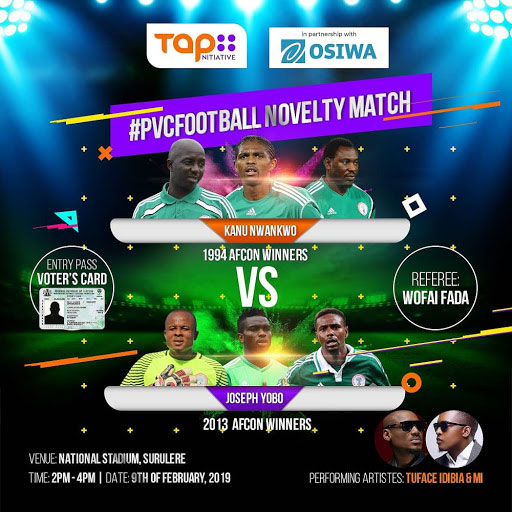 TAP
INITIATIVE
in partnership with
OSIWA
#PVCFOOTBALL NOVELTY MATCH
KANU NWANKWO
1994 AFCON WINNERS
VS
ENTRY PASS
VOTER'S CARD
REFEREE:
WOFAI FADA
JOSEPH YOBO
2013 AFCON WINNERS
VENUE: NATIONAL STADIUM, SURULERE
TIME: 2PM - 4PM | DATE: 9TH OF FEBRUARY, 2019
PERFORMING ARTISTES: TUFACE IDIBIA & MI